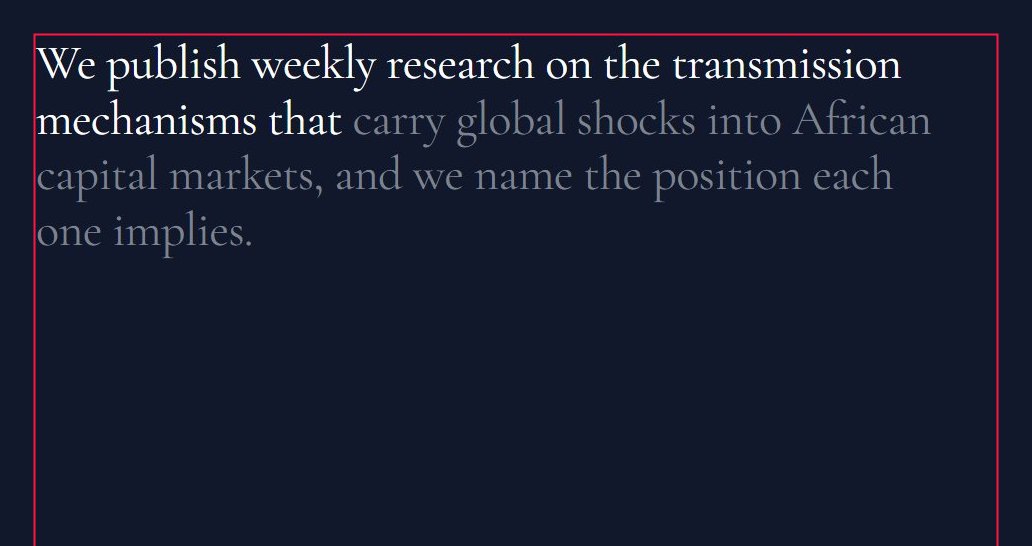 We publish weekly research on the transmission
mechanisms that carry global shocks into African
capital markets, and we name the position each
one implies.